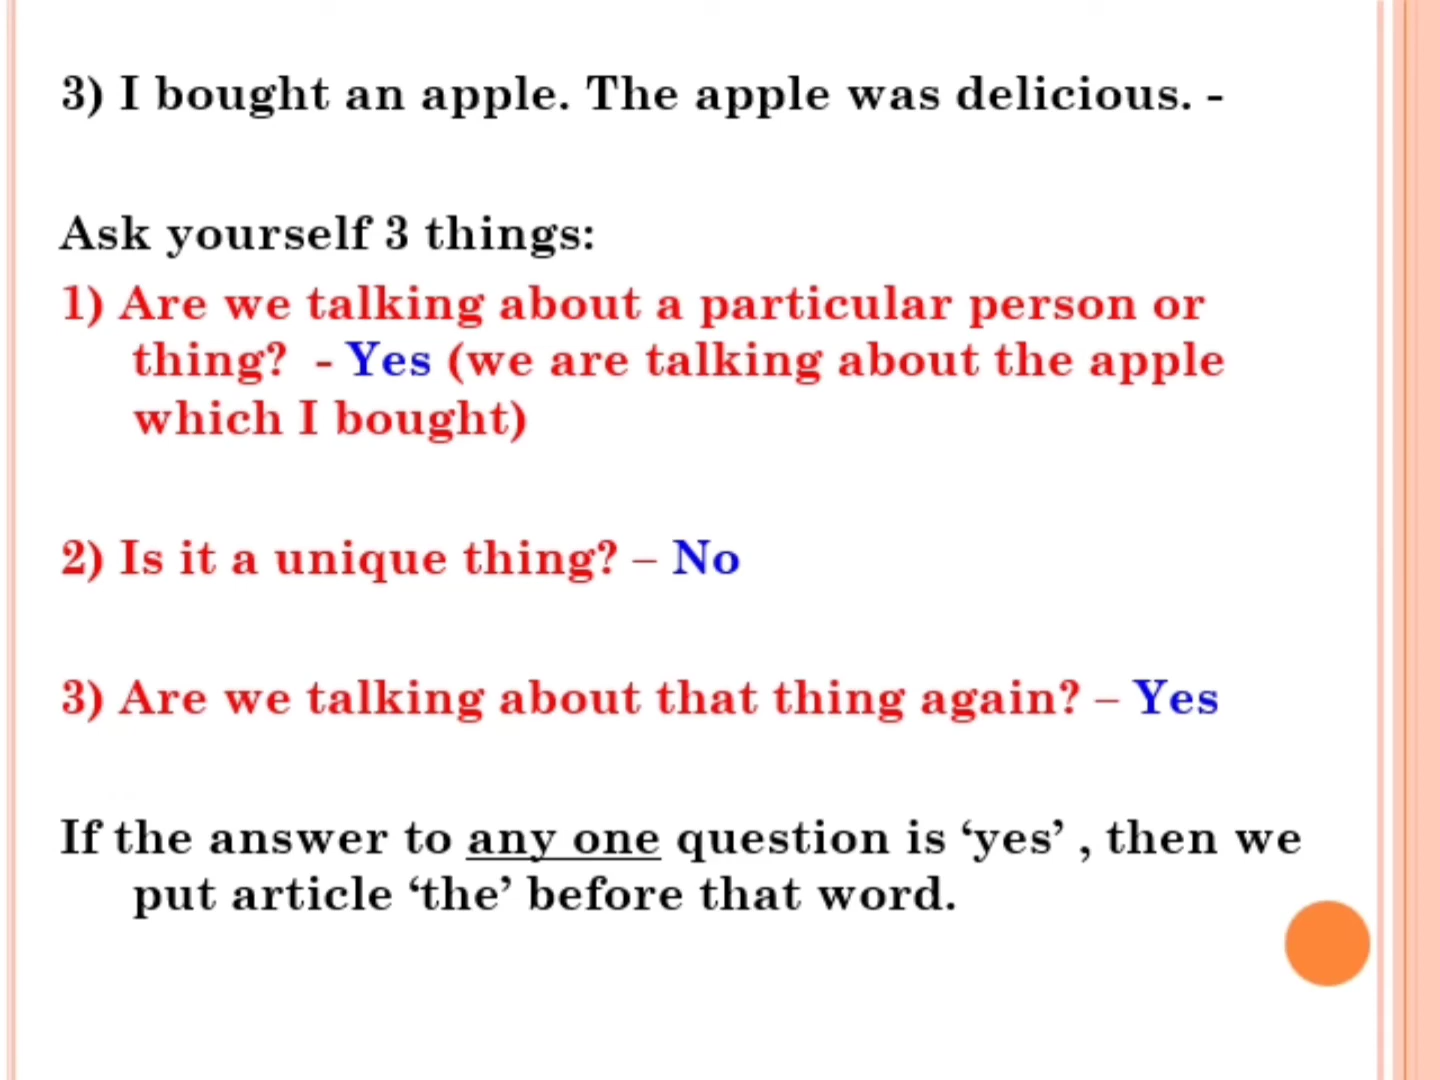 3) I bought an apple. The apple was delicious. -
Ask yourself 3 things:
1) Are we talking about a particular person or
thing?  - Yes (we are talking about the apple
which I bought)
2) Is it a unique thing? – No
3) Are we talking about that thing again? – Yes
If the answer to any one question is ‘yes’ , then we
put article ‘the’ before that word.